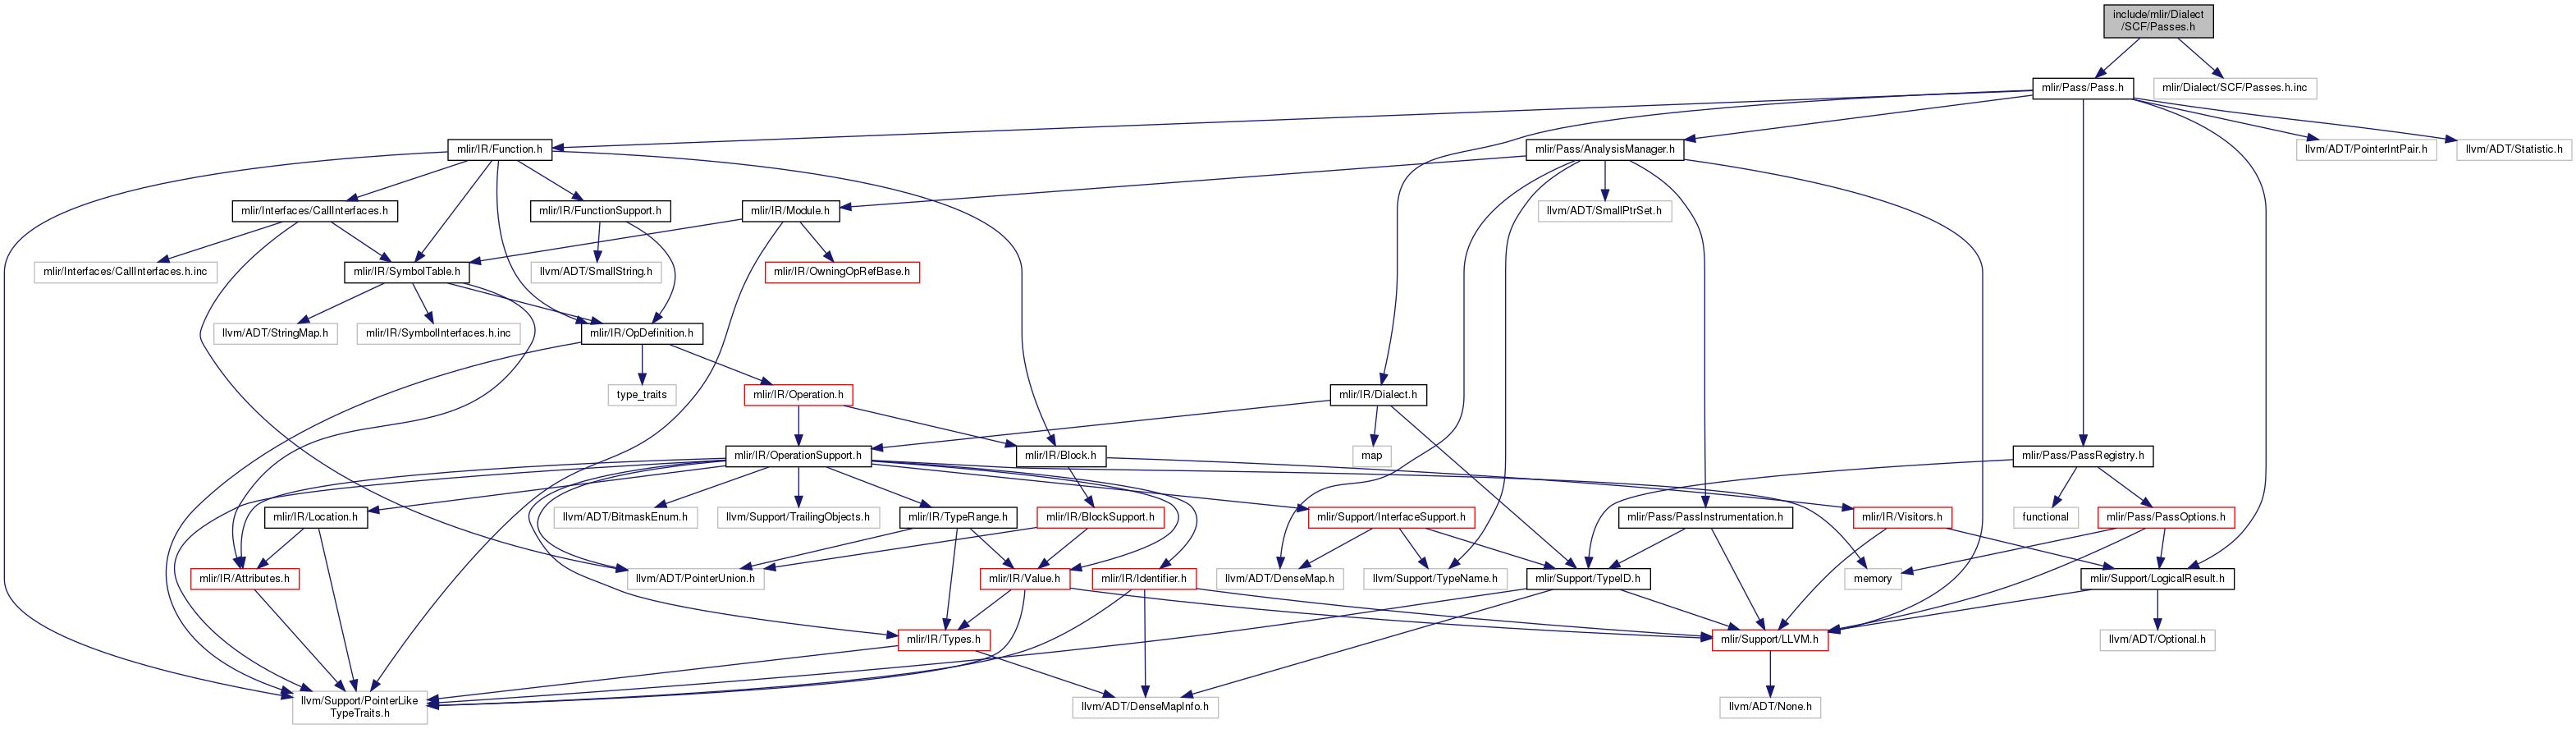 include/mlir/Dialect
/SCF/Passes.h
mlir/Pass/Pass.h
mlir/Dialect/SCF/Passes.h.inc
mlir/IR/Function.h
mlir/Pass/AnalysisManager.h
llvm/ADT/PointerIntPair.h
llvm/ADT/Statistic.h
mlir/Interfaces/CallInterfaces.h
mlir/IR/FunctionSupport.h
mlir/IR/Module.h
llvm/ADT/SmallPtrSet.h
mlir/Interfaces/CallInterfaces.h.inc
mlir/IR/SymbolTable.h
llvm/ADT/SmallString.h
mlir/IR/OwningOpRefBase.h
llvm/ADT/StringMap.h
mlir/IR/SymbolInterfaces.h.inc
mlir/IR/OpDefinition.h
type_traits
mlir/IR/Operation.h
mlir/IR/Dialect.h
mlir/IR/OperationSupport.h
mlir/IR/Block.h
map
mlir/Pass/PassRegistry.h
mlir/IR/Location.h
llvm/ADT/BitmaskEnum.h
llvm/Support/TrailingObjects.h
mlir/IR/TypeRange.h
mlir/IR/BlockSupport.h
mlir/Support/InterfaceSupport.h
mlir/Pass/PassInstrumentation.h
mlir/IR/Visitors.h
functional
mlir/Pass/PassOptions.h
mlir/IR/Attributes.h
llvm/ADT/PointerUnion.h
mlir/IR/Value.h
mlir/IR/Identifier.h
llvm/ADT/DenseMap.h
llvm/Support/TypeName.h
mlir/Support/TypeID.h
memory
mlir/Support/LogicalResult.h
mlir/IR/Types.h
mlir/Support/LLVM.h
llvm/ADT/Optional.h
llvm/Support/PointerLike
TypeTraits.h
llvm/ADT/DenseMapInfo.h
llvm/ADT/None.h